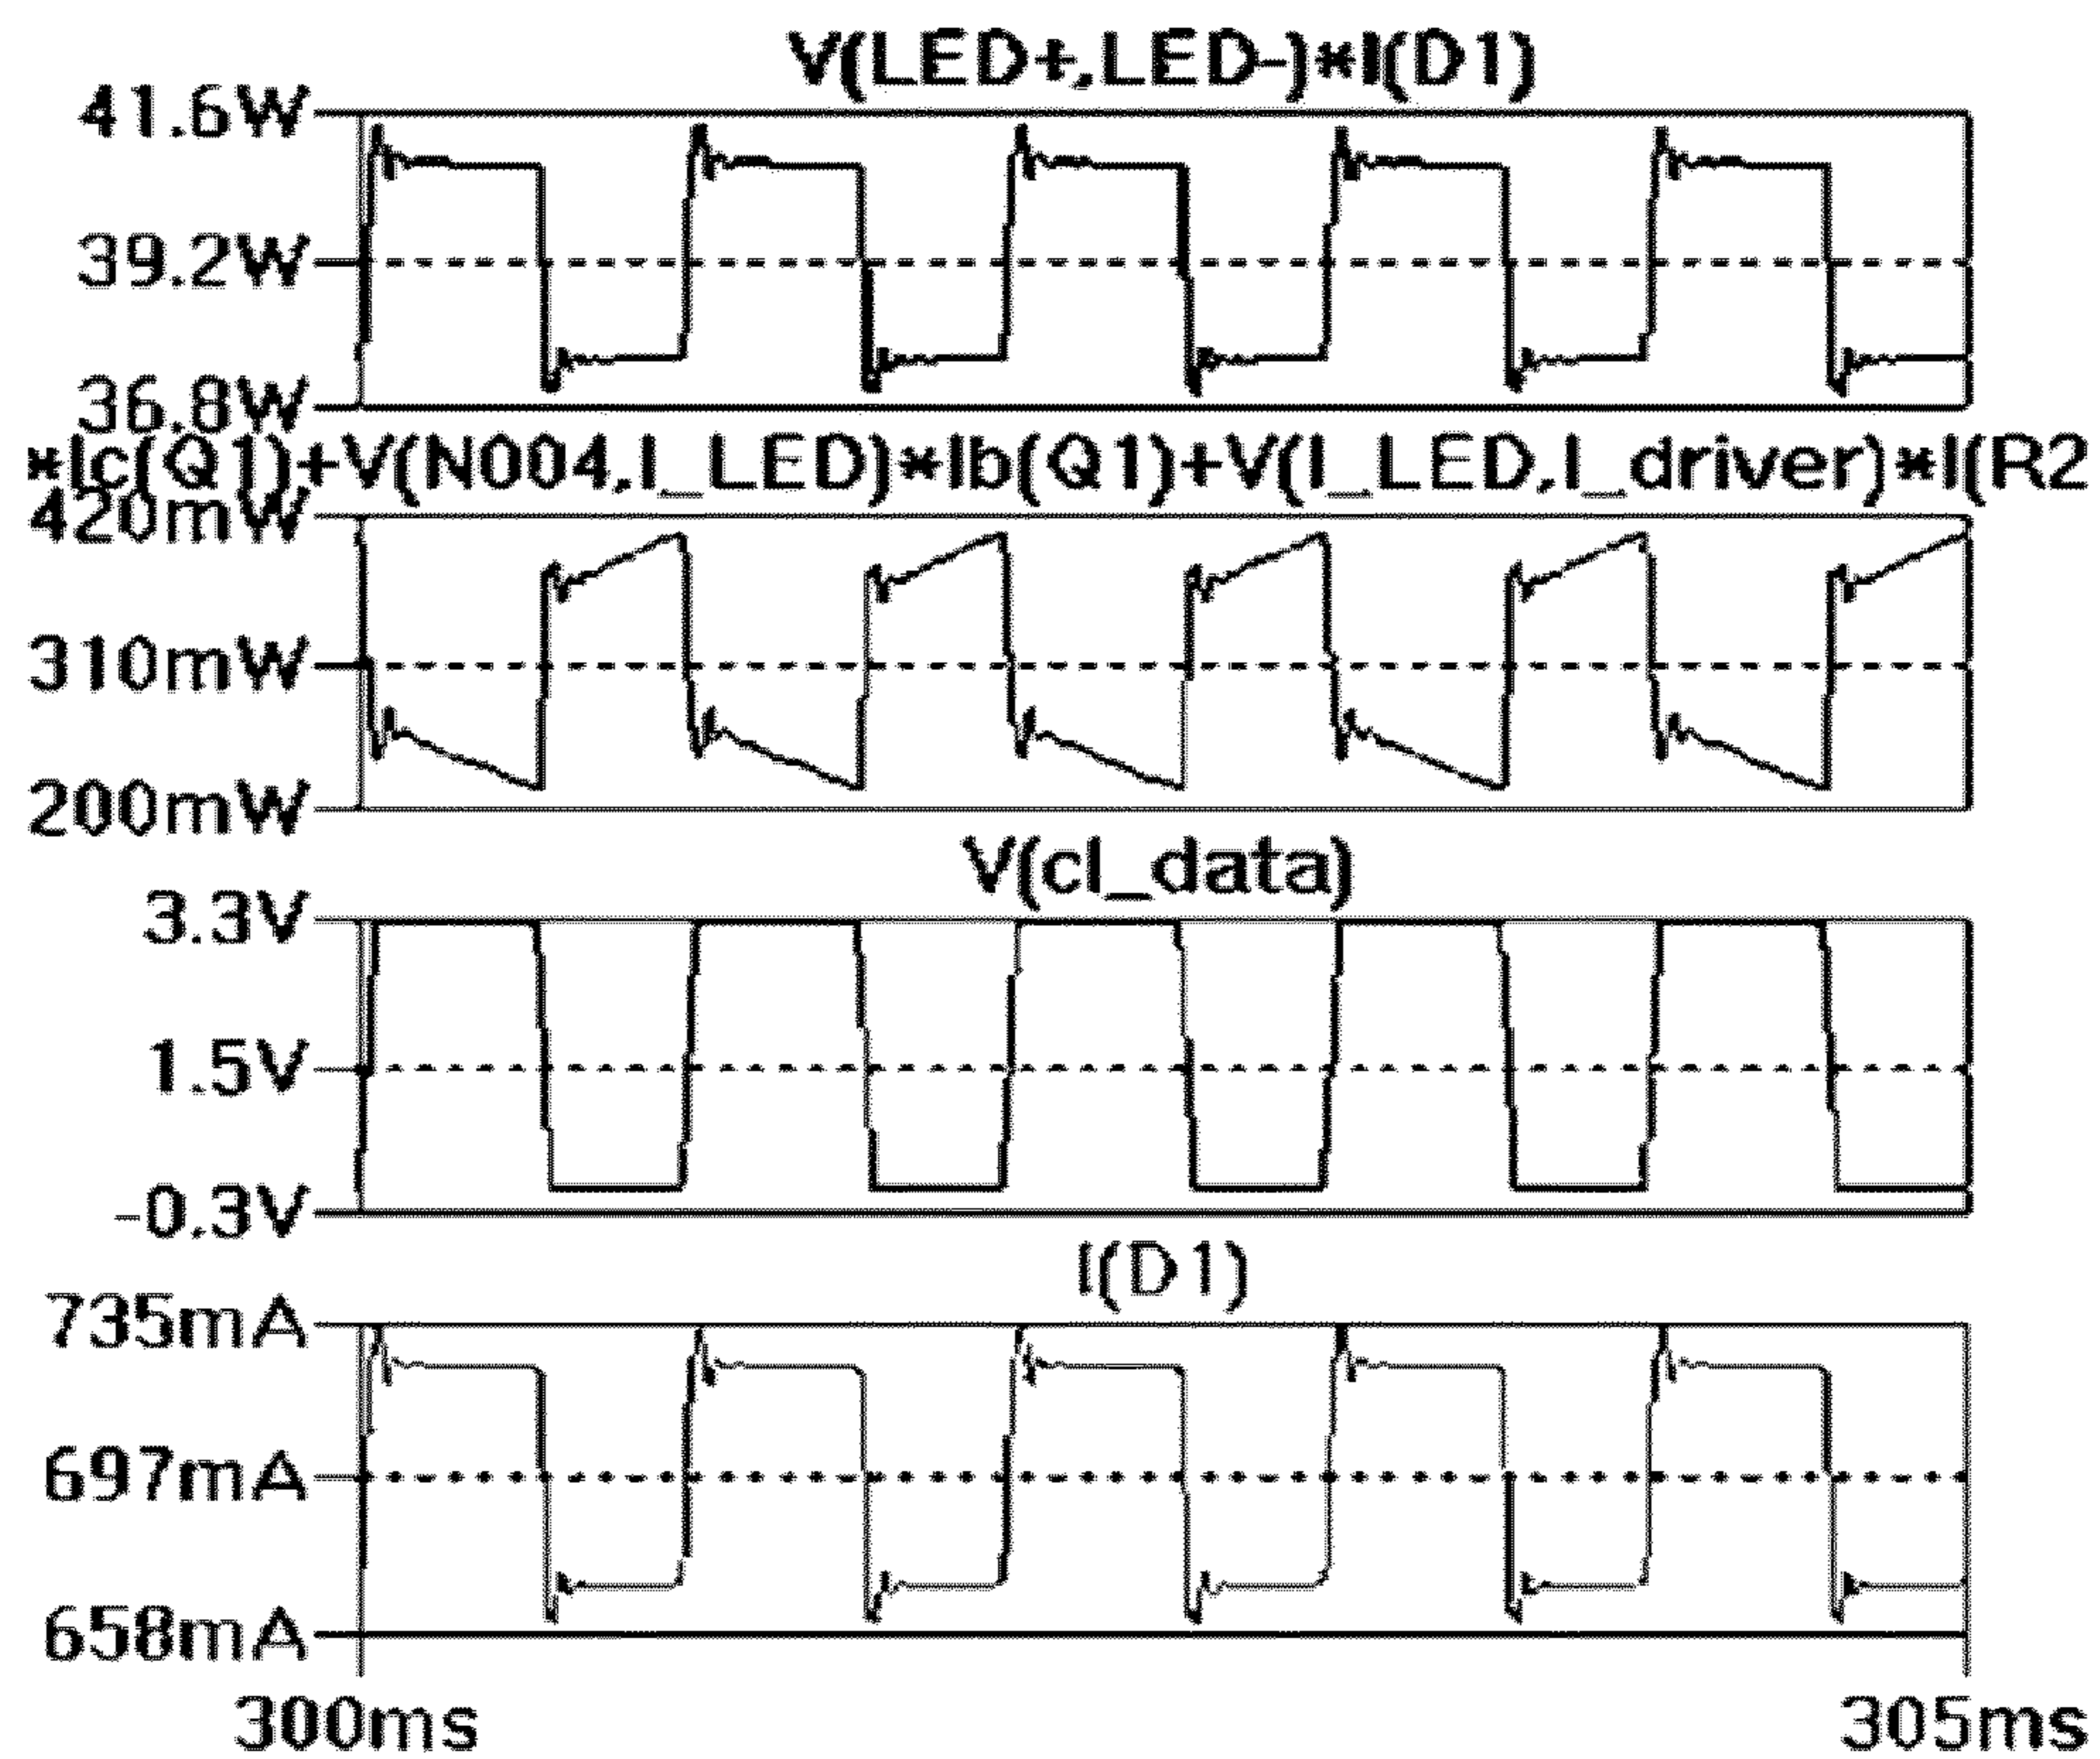 V(LED+,LED-)*I(D1)
41.6W
39.2W
36.8W
*Ic(Q1)+V(N004,I_LED)*Ib(Q1)+V(I_LED,I_driver)*I(R2
420mW
310mW
200mW
V(cl_data)
3.3V
1.5V
-0.3V
I(D1)
735mA
697mA
658mA
300ms 305ms